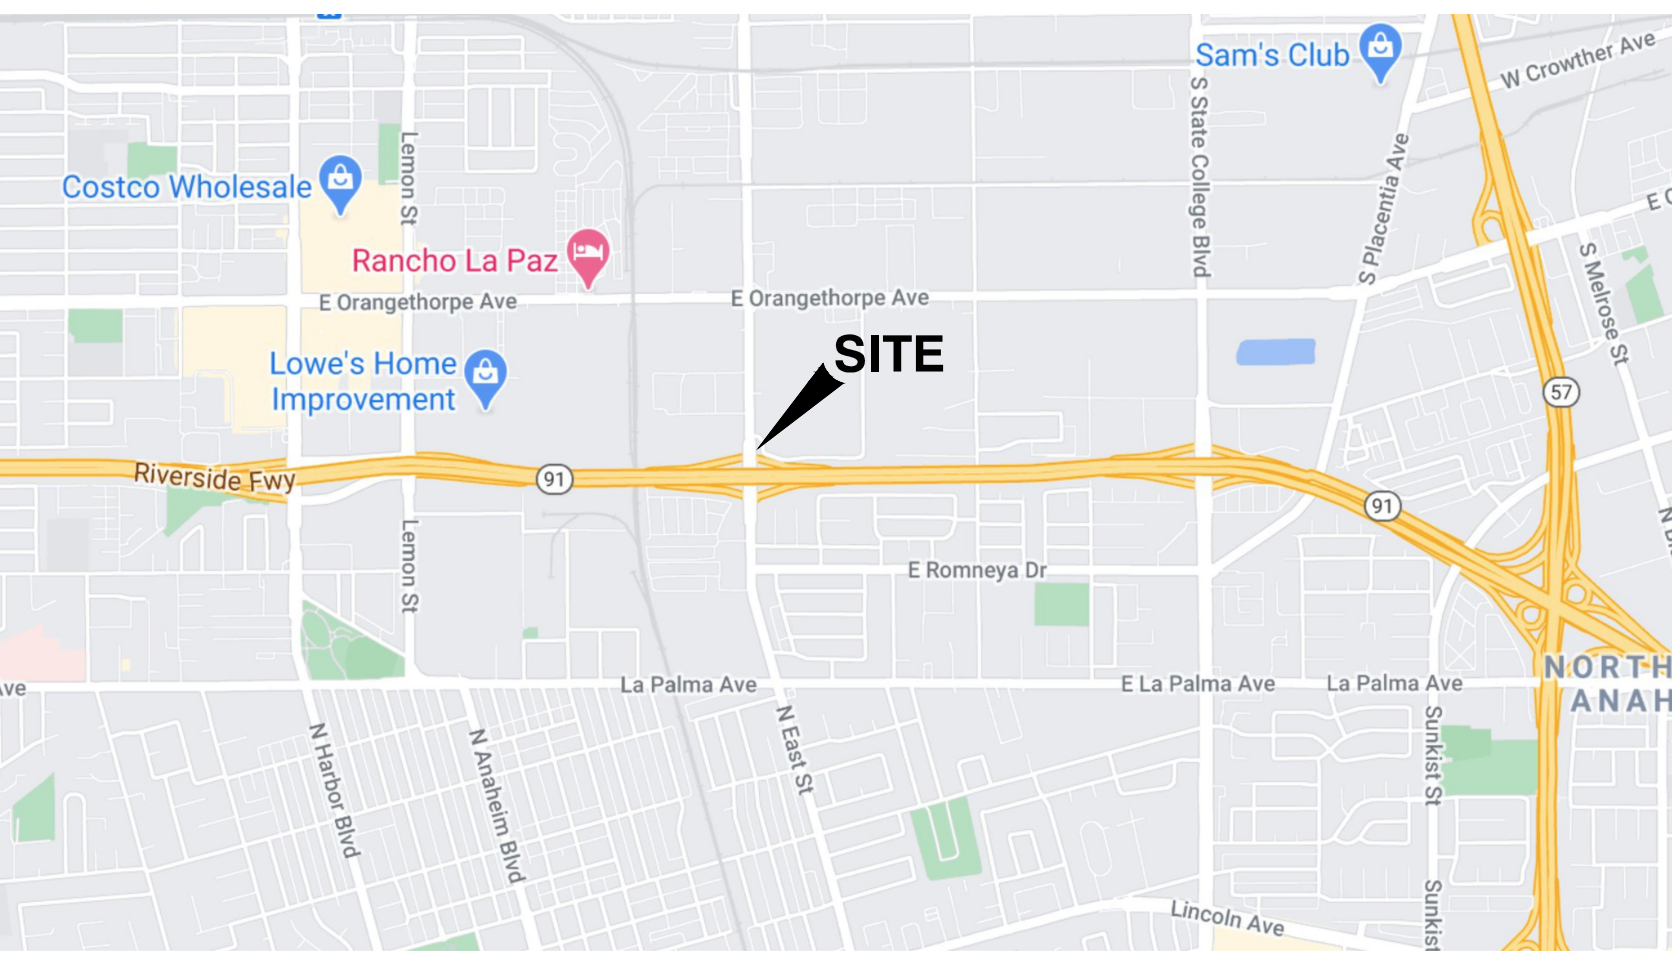 Sam's Club
W Crowther Ave
S State College Blvd
Lemon St
S Placentia Ave
Costco Wholesale
E
Rancho La Paz
S Melrose St
E Orangethorpe Ave
E Orangethorpe Ave
SITE
Lowe's Home
Improvement
57
Riverside Fwy
91
91
Lemon St
E Romneya Dr
NORTH
ANAH
Ave
La Palma Ave
E La Palma Ave
La Palma Ave
N Harbor Blvd
N Anaheim Blvd
N East St
Sunkist St
Lincoln Ave
Sunkist